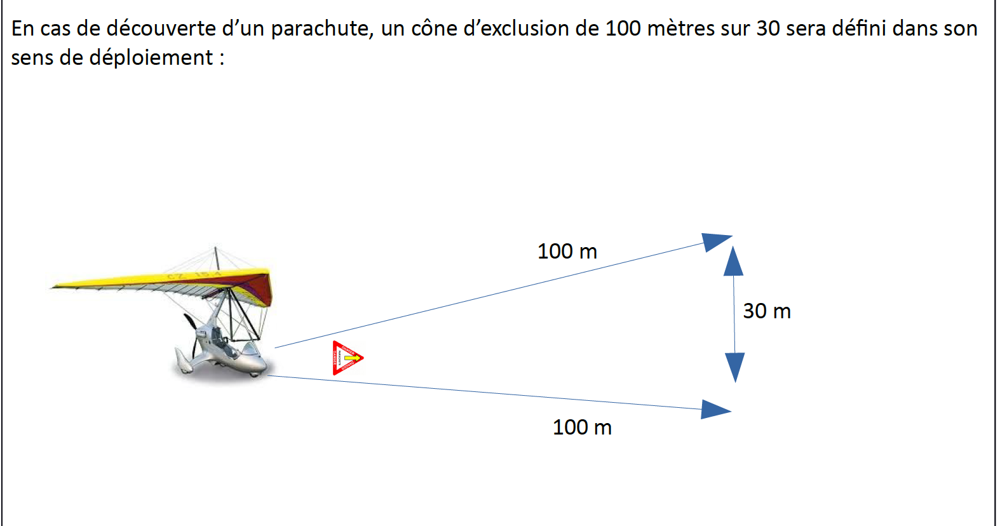 En cas de découverte d’un parachute, un cône d’exclusion de 100 mètres sur 30 sera défini dans son
sens de déploiement :
100 m
30 m
100 m
DANGER